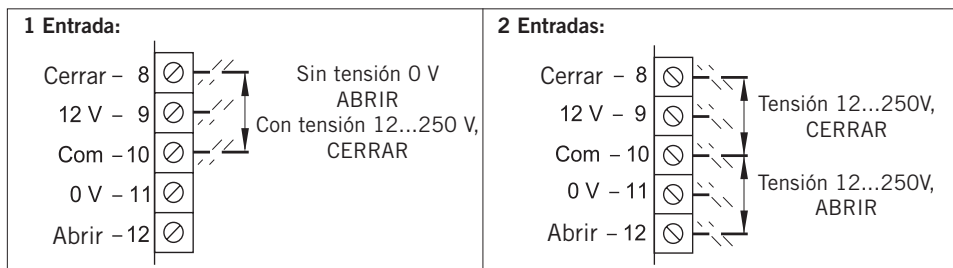 1 Entrada:
Cerrar – 8
12 V – 9
Com – 10
0 V – 11
Abrir – 12
Sin tensión 0 V
ABRIR
Con tensión 12...250 V,
CERRAR
2 Entradas:
Cerrar – 8
12 V – 9
Com – 10
0 V – 11
Abrir – 12
Tensión 12...250V,
CERRAR
Tensión 12...250V,
ABRIR